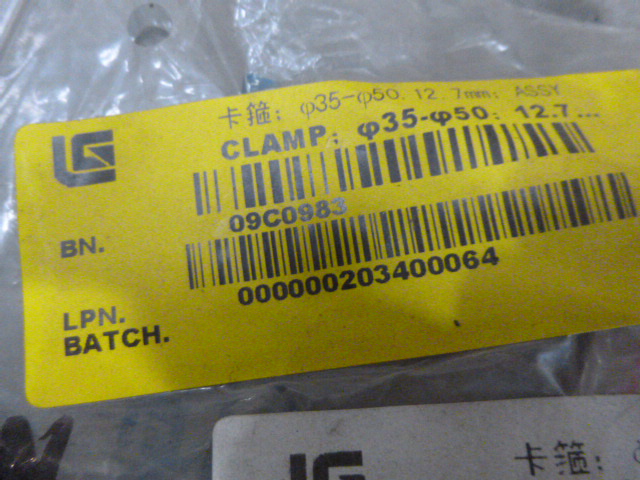 卡箍; φ35-φ50. 12.7mm; ASSY
CLAMP; φ35-φ50; 12.7...
09C0983
BN.
000000203400064
LPN.
BATCH.
卡箍;